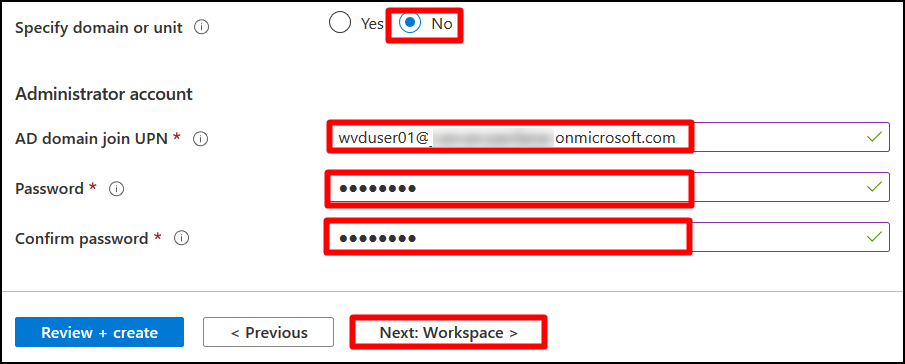 Specify domain or unit Yes No
Administrator account
AD domain join UPN * wvduser01@ onmicrosoft.com
Password * ●●●●●●●●
Confirm password * ●●●●●●●●
Review + create < Previous Next: Workspace >